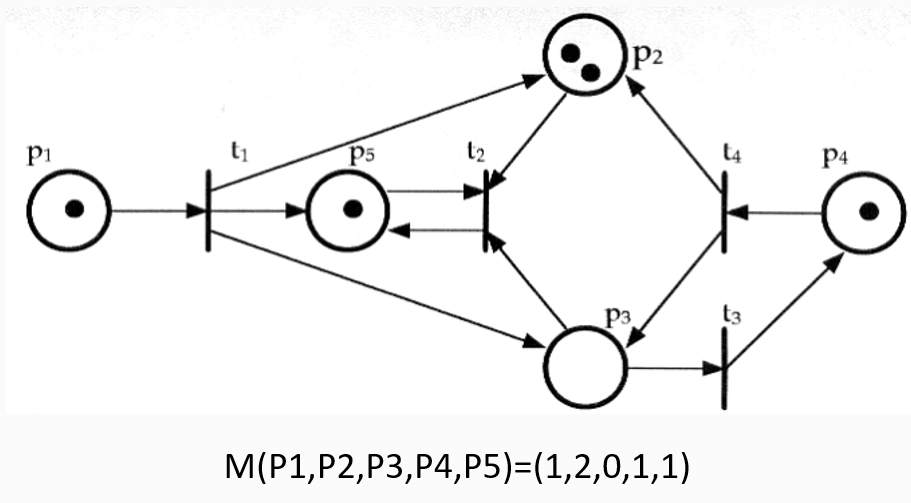 p₂
p₁
t₁
p₅
t₂
t₄
p₄
p₃
t₃
M(P1,P2,P3,P4,P5)=(1,2,0,1,1)